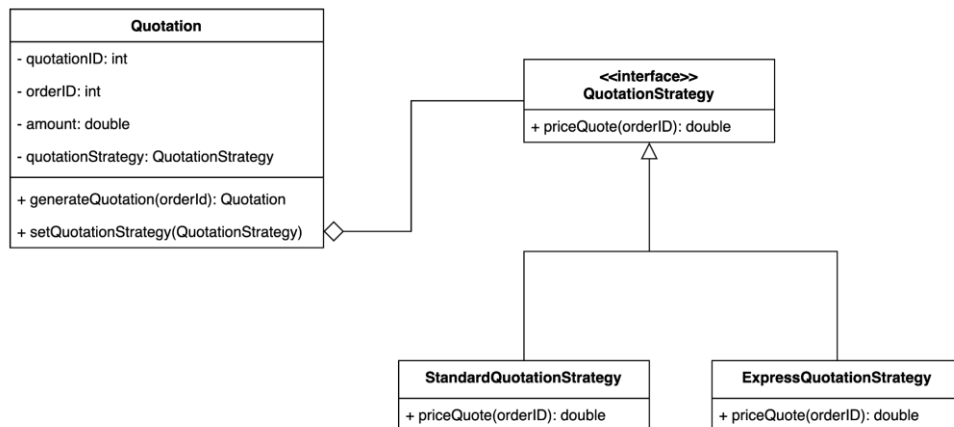 Quotation
- quotationID: int
- orderID: int
- amount: double
- quotationStrategy: QuotationStrategy
+ generateQuotation(orderId): Quotation
+ setQuotationStrategy(QuotationStrategy)
<<interface>>
QuotationStrategy
+ priceQuote(orderID): double
StandardQuotationStrategy
+ priceQuote(orderID): double
ExpressQuotationStrategy
+ priceQuote(orderID): double